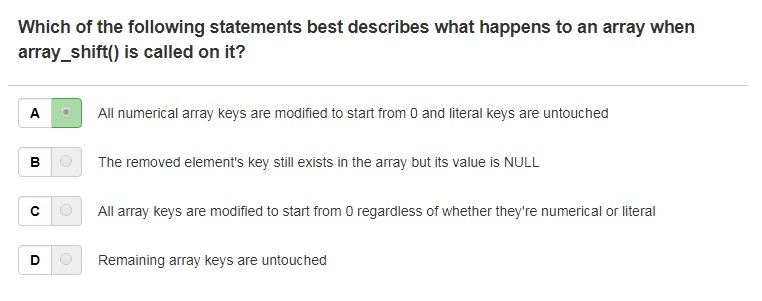 Which of the following statements best describes what happens to an array when
array_shift() is called on it?
A All numerical array keys are modified to start from 0 and literal keys are untouched
B The removed element's key still exists in the array but its value is NULL
C All array keys are modified to start from 0 regardless of whether they're numerical or literal
D Remaining array keys are untouched